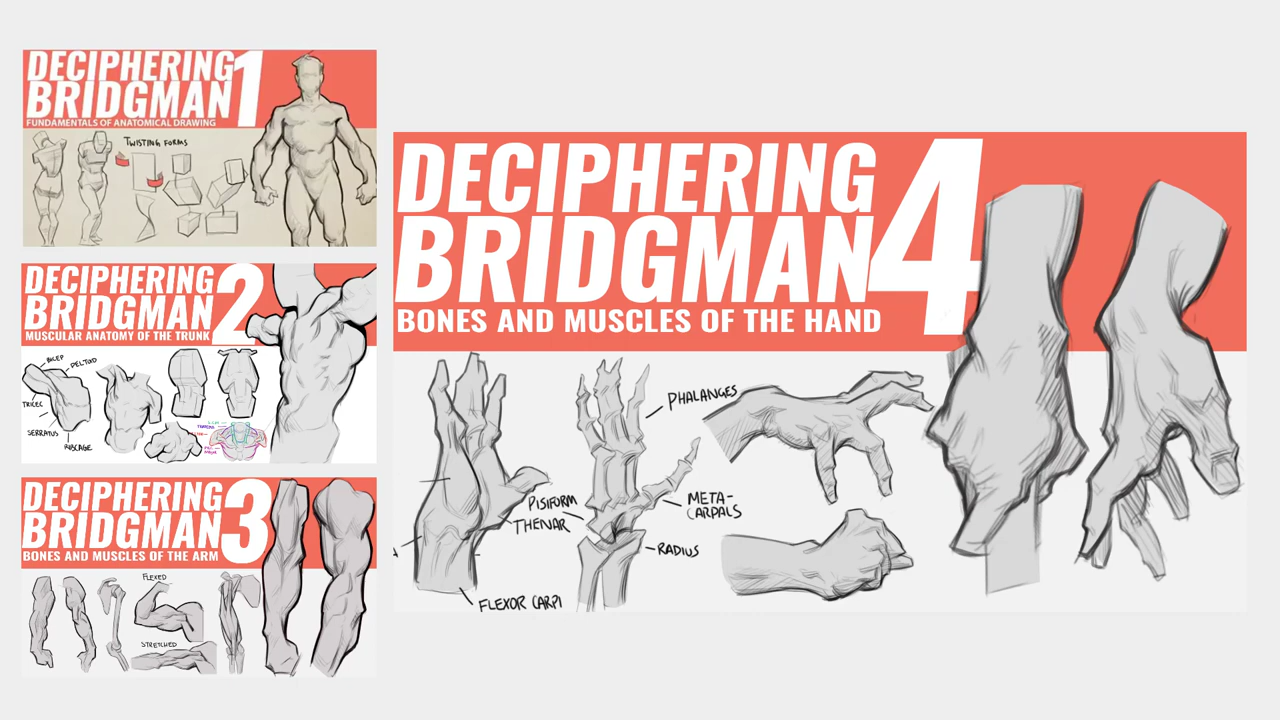 DECIPHERING
BRIDGMAN 1
FUNDAMENTALS OF ANATOMICAL DRAWING
TWISTING FORMS
DECIPHERING
BRIDGMAN 2
MUSCULAR ANATOMY OF THE TRUNK
BICEP
DELTOID
TRICEC
SERRATUS
RIBCAGE
DECIPHERING
BRIDGMAN 3
BONES AND MUSCLES OF THE ARM
FLEXED
STRETCHED
DECIPHERING
BRIDGMAN 4
BONES AND MUSCLES OF THE HAND
PHALANGES
PISIFORM
THENAR
META-
CARPALS
RADIUS
FLEXOR CARPI